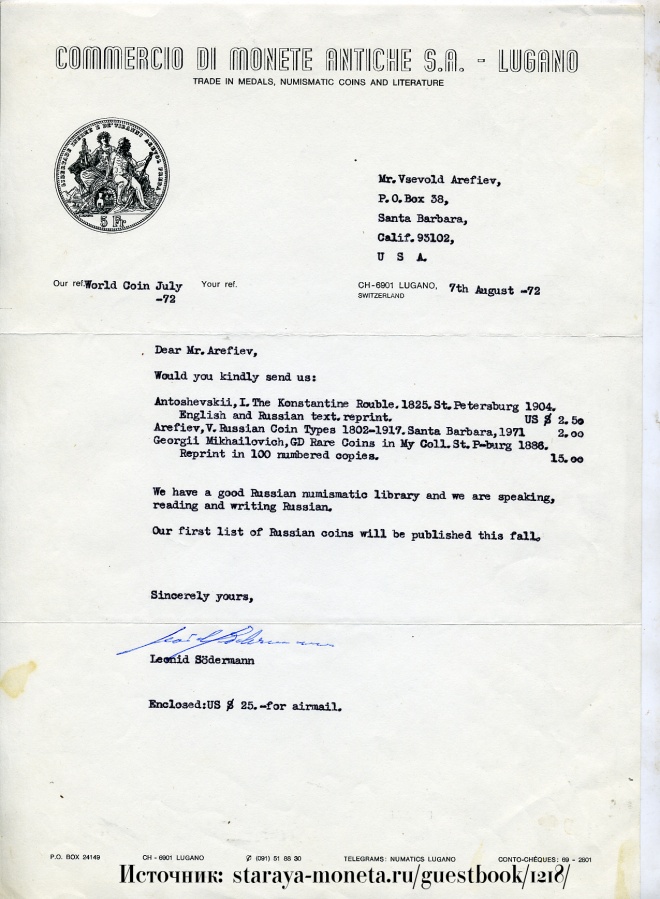 COMMERCIO DI MONETE ANTICHE S.A. - LUGANO
TRADE IN MEDALS, NUMISMATIC COINS AND LITERATURE
5 Fr
Mr. Vsevold Arefiev,
P.O.Box 38,
Santa Barbara,
Calif. 93102,
U S A.
Our ref. World Coin July Your ref. CH-6901 LUGANO, 7th August -72
-72 SWITZERLAND
Dear Mr. Arefiev,
Would you kindly send us:
Antoshevskii, I. The Konstantine Rouble. 1825. St. Petersburg 1904.
English and Russian text. reprint. US $ 2.50
Arefiev, V. Russian Coin Types 1802-1917. Santa Barbara, 1971 2.00
Georgii Mikhailovich, GD Rare Coins in My Coll. St. P-burg 1886.
Reprint in 100 numbered copies. 15.00
We have a good Russian numismatic library and we are speaking,
reading and writing Russian.
Our first list of Russian coins will be published this fall.
Sincerely yours,
Leonid Södermann
Enclosed: US $ 25.-for airmail.
P.O. BOX 24149 CH - 6901 LUGANO ✆ (091) 51 88 30 TELEGRAMS: NUMATICS LUGANO CONTO-CHÈQUES: 69 - 2801
Источник: staraya-moneta.ru/guestbook/1218/